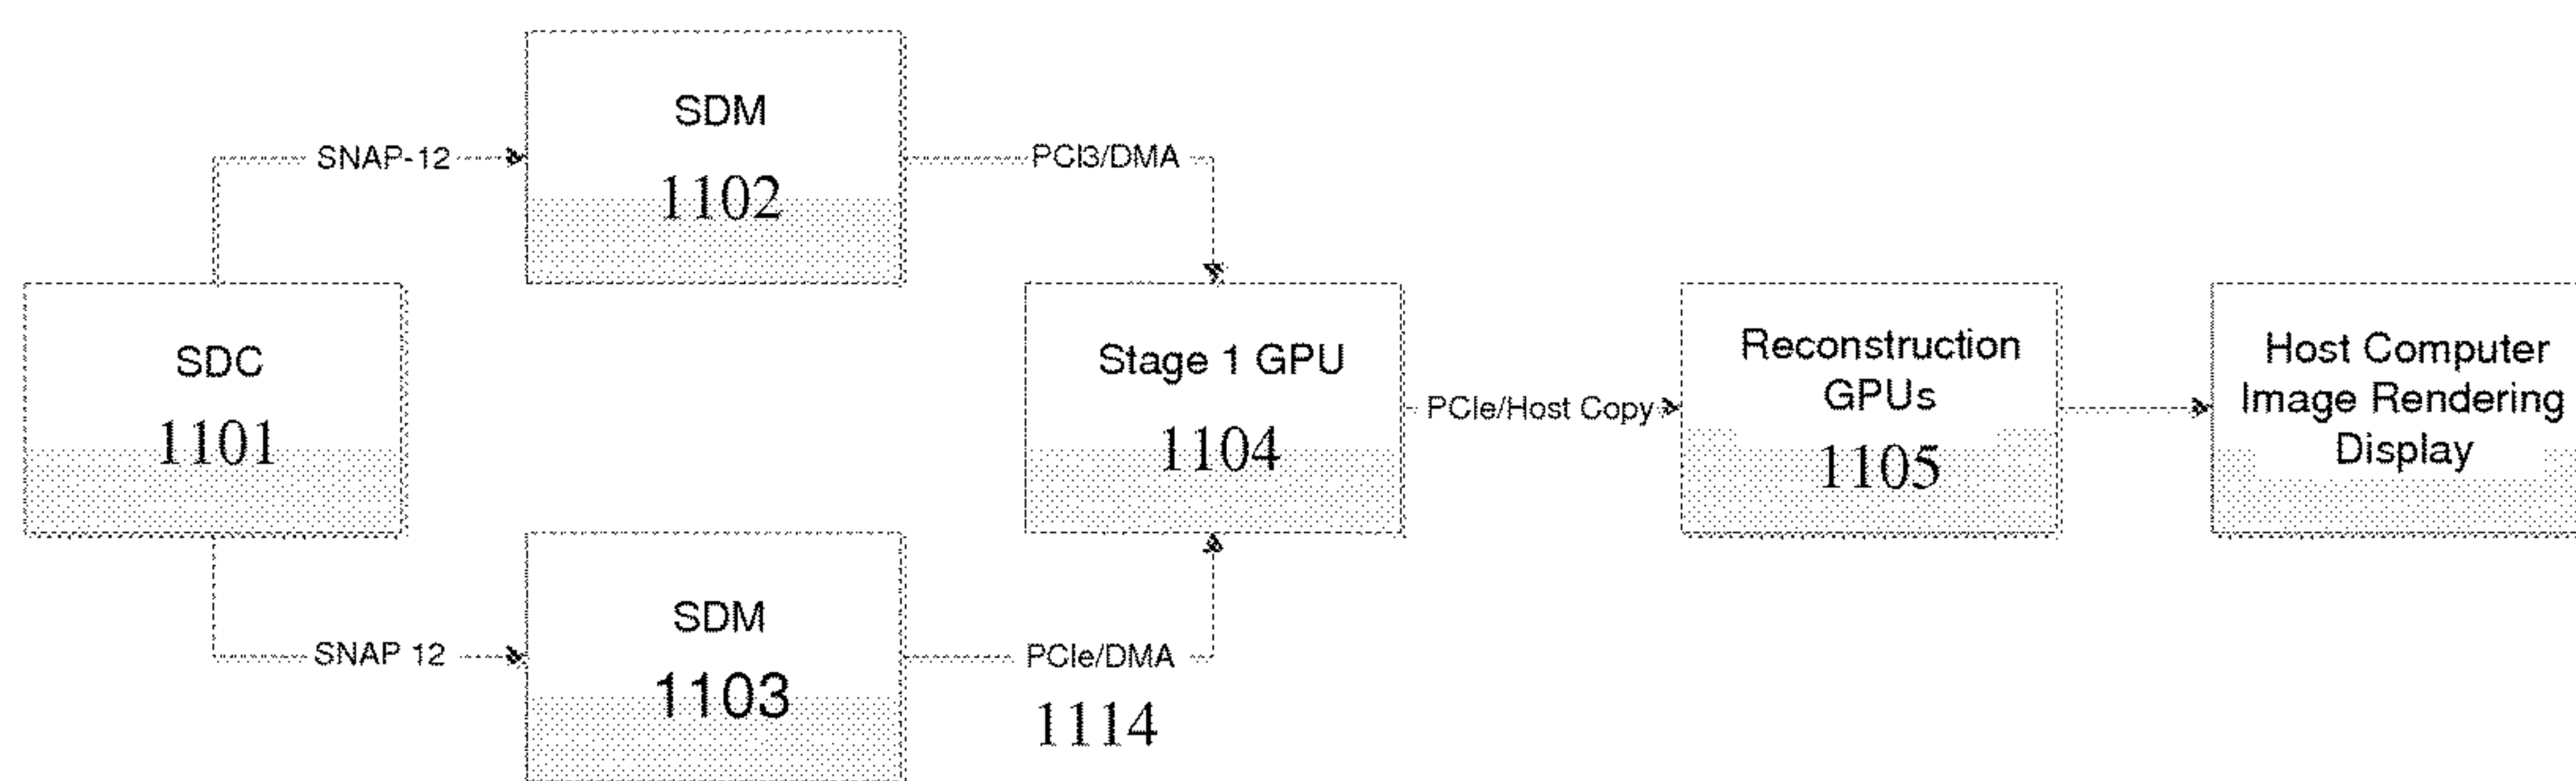 SDM
1102
SNAP-12
PCI3/DMA
SDC
1101
Stage 1 GPU
1104
PCIe/Host Copy
Reconstruction
GPUs
1105
Host Computer
Image Rendering
Display
SNAP 12
SDM
1103
PCIe/DMA
1114